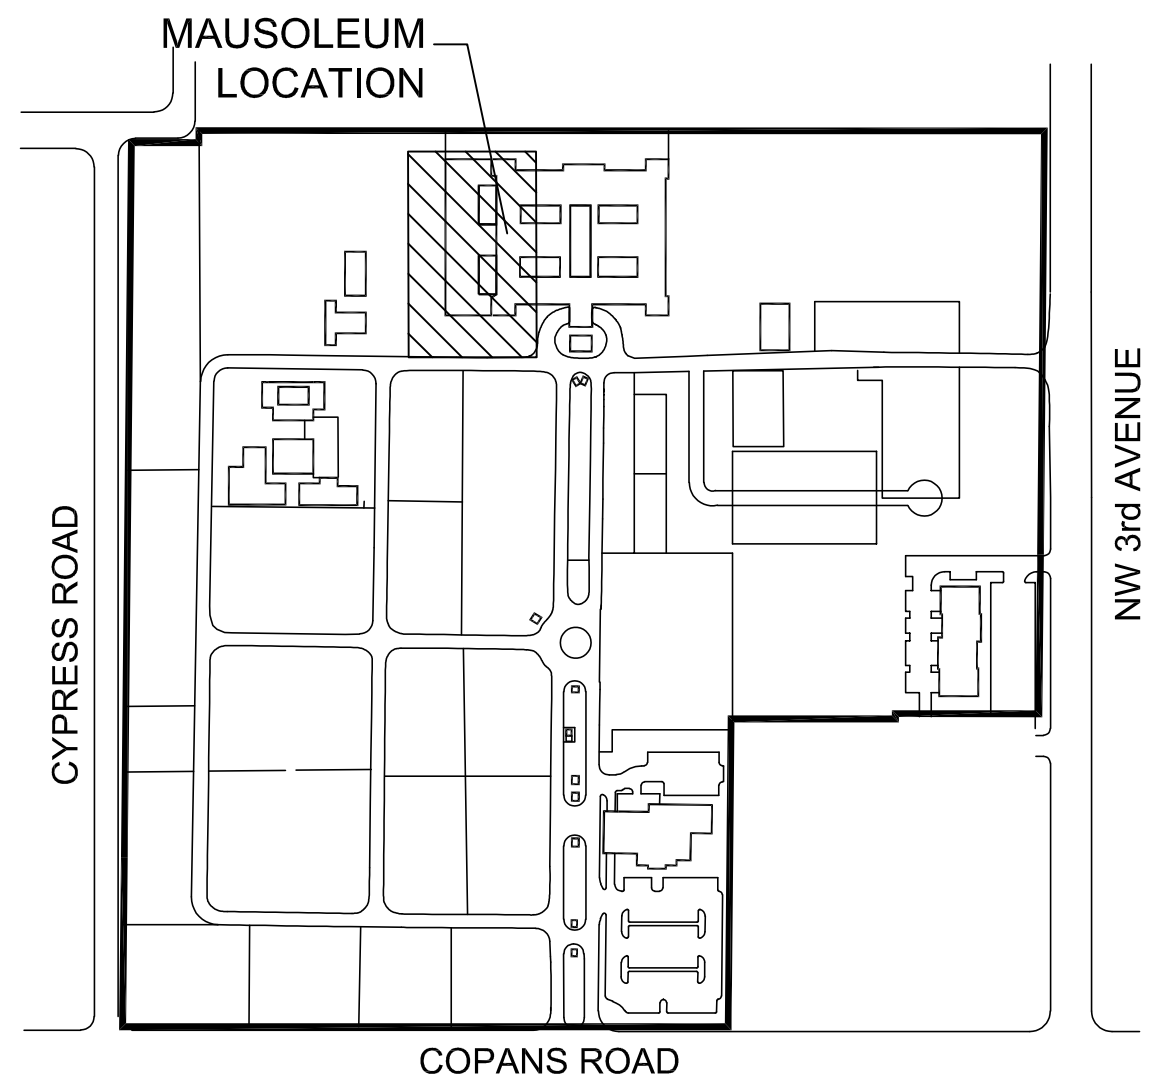 MAUSOLEUM
LOCATION
CYPRESS ROAD
NW 3rd AVENUE
COPANS ROAD